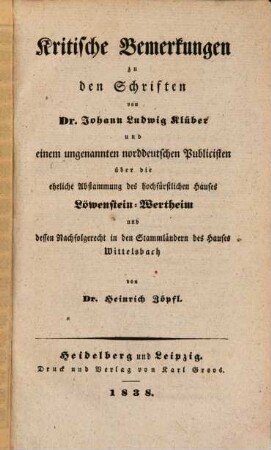 Kritische Bemerkungen
zu
den Schriften
von
Dr. Johann Ludwig Klüber
und
einem ungenannten norddeutschen Publicisten
über die
eheliche Abstammung des hochfürstlichen Hauses
Löwenstein-Wertheim
und
dessen Nachfolgerecht in den Stammländern des Hauses
Wittelsbach
von
Dr. Heinrich Zöpfl.
Heidelberg und Leipzig.
Druck und Verlag von Karl Groos.
1838.